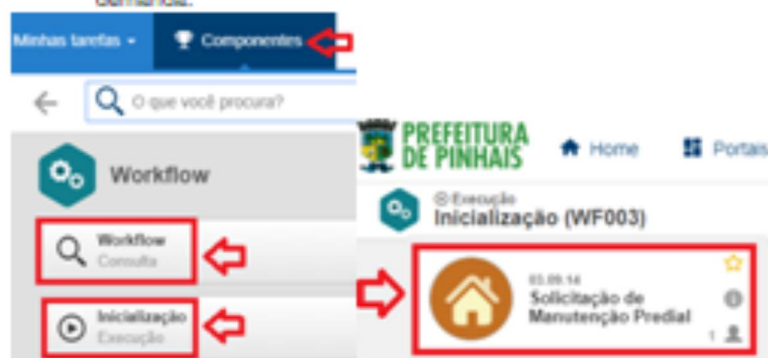 demanda.
Minhas tarefas
Componentes
O que você procura?
Workflow
Workflow
Consulta
Inicialização
Execução
PREFEITURA
DE PINHAIS
Home
Portais
Execução
Inicialização (WF003)
03.09.14
Solicitação de
Manutenção Predial
1